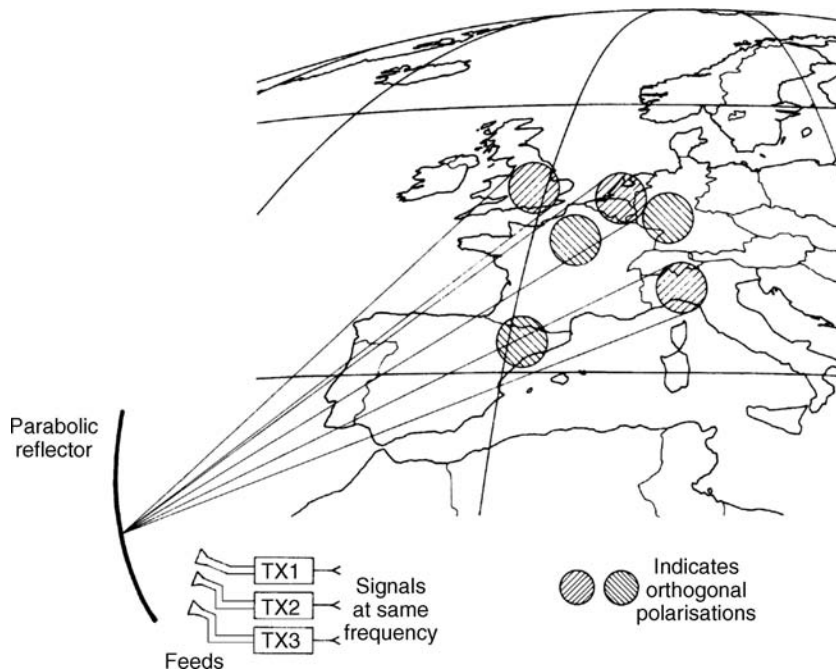 Parabolic
reflector
TX1
TX2
TX3
Feeds
Signals
at same
frequency
Indicates
orthogonal
polarisations